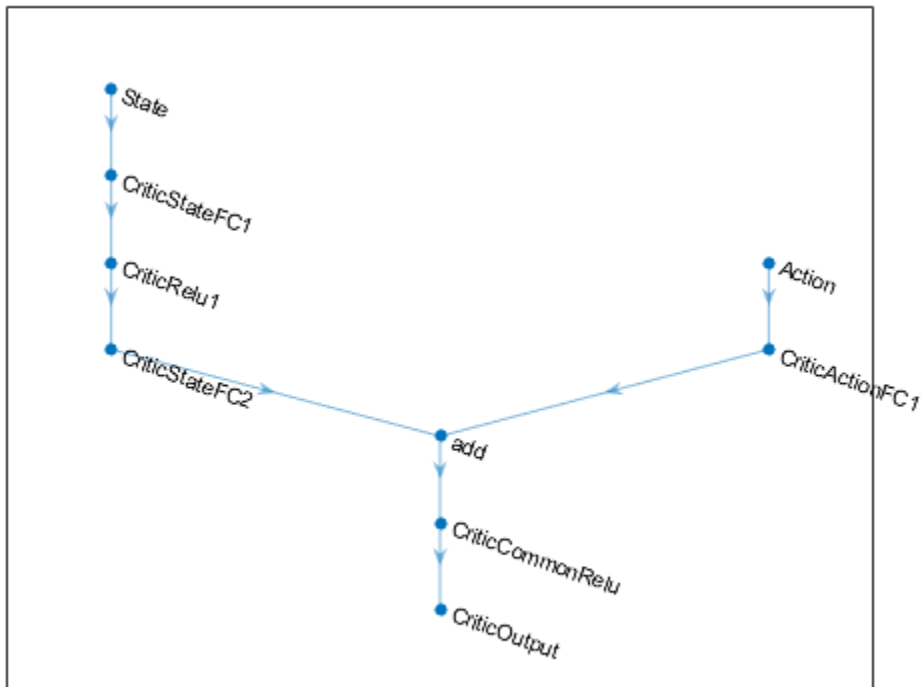 State
CriticStateFC1
CriticRelu1
Action
CriticStateFC2
CriticActionFC1
add
CriticCommonRelu
CriticOutput